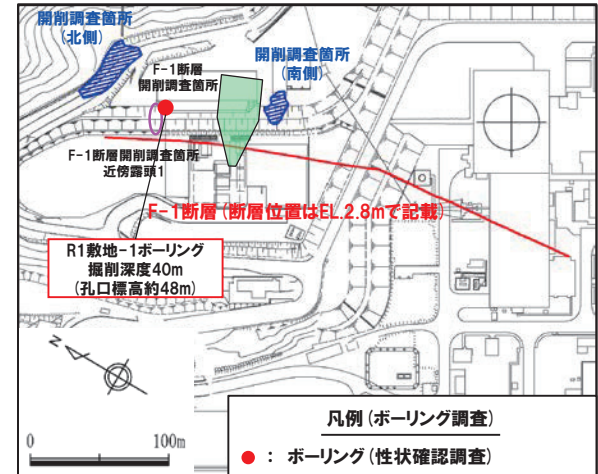 開削調査箇所
(北側)
F-1断層
開削調査箇所
開削調査箇所
(南側)
F-1断層開削調査箇所
近傍露頭1
F-1断層(断層位置はEL.2.8mで記載)
R1敷地-1ボーリング
掘削深度40m
(孔口標高約48m)
N
0 100m
凡例(ボーリング調査)
● : ボーリング(性状確認調査)